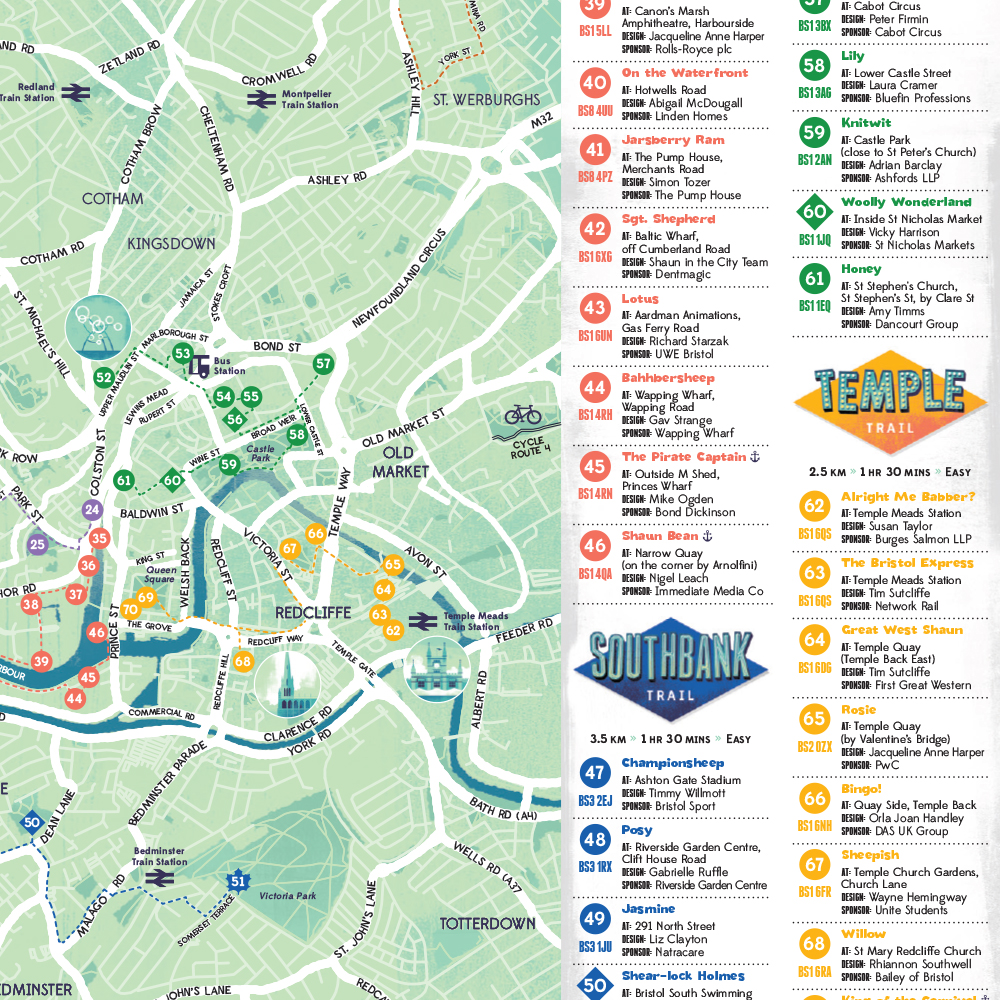 AND RD
ZETLAND RD
Redland
Train Station
CROMWELL RD
Montpelier
Train Station
MINA RD
YORK ST
ASHLEY HILL
ST. WERBURGHS
M32
COTHAM BROW
CHELTENHAM RD
ASHLEY RD
COTHAM
KINGSDOWN
COTHAM RD
JAMAICA ST
STOKES CROFT
NEWFOUNDLAND CIRCUS
ST. MICHAEL'S HILL
MARLBOROUGH ST
BOND ST
53
Bus
Station
57
52
UPPER MAUDLIN ST
LEWINS MEAD
RUPERT ST
54
55
56
BROAD WEIR
LOWER CASTLE ST
58
OLD MARKET ST
CYCLE
ROUTE 4
K ROW
COLSTON ST
WINE ST
59
Castle
Park
OLD
MARKET
61
60
PARK ST
24
BALDWIN ST
TEMPLE WAY
25
35
KING ST
Queen
Square
WELSH BACK
REDCLIFF ST
VICTORIA ST
66
67
AVON ST
65
36
37
HOR RD
38
69
70
THE GROVE
PRINCE ST
REDCLIFFE
64
63
62
Temple Meads
Train Station
FEEDER RD
46
REDCLIFF WAY
TEMPLE GATE
39
RBOUR
45
44
68
REDCLIFFE HILL
COMMERCIAL RD
CLARENCE RD
YORK RD
ALBERT RD
BEDMINSTER PARADE
BATH RD (A4)
E
50
DEAN LANE
WELLS RD (A37
Bedminster
Train Station
51
Victoria Park
MALAGO RD
SOMERSET TERRACE
ST. JOHN'S LANE
TOTTERDOWN
EDMINSTER
JOHN'S LANE
REDCA
39
BS1 5LL
AT: Canon's Marsh
Amphitheatre, Harbourside
DESIGN: Jacqueline Anne Harper
SPONSOR: Rolls-Royce plc
40
BS8 4UU
On the Waterfront
AT: Hotwells Road
DESIGN: Abigail McDougall
SPONSOR: Linden Homes
41
BS8 4PZ
Jarsberry Ram
AT: The Pump House,
Merchants Road
DESIGN: Simon Tozer
SPONSOR: The Pump House
42
BS1 6XG
Sgt. Shepherd
AT: Baltic Wharf,
off Cumberland Road
DESIGN: Shaun in the City Team
SPONSOR: Dentmagic
43
BS1 6UN
Lotus
AT: Aardman Animations,
Gas Ferry Road
DESIGN: Richard Starzak
SPONSOR: UWE Bristol
44
BS1 4RH
Bahhbersheep
AT: Wapping Wharf,
Wapping Road
DESIGN: Gav Strange
SPONSOR: Wapping Wharf
45
BS1 4RN
The Pirate Captain
AT: Outside M Shed,
Princes Wharf
DESIGN: Mike Ogden
SPONSOR: Bond Dickinson
46
BS1 4QA
Shaun Bean
AT: Narrow Quay
(on the corner by Arnolfini)
DESIGN: Nigel Leach
SPONSOR: Immediate Media Co
SOUTHBANK
TRAIL
3.5 KM » 1 HR 30 MINS » EASY
47
BS3 2EJ
Championsheep
AT: Ashton Gate Stadium
DESIGN: Timmy Willmott
SPONSOR: Bristol Sport
48
BS3 1RX
Posy
AT: Riverside Garden Centre,
Clift House Road
DESIGN: Gabrielle Ruffle
SPONSOR: Riverside Garden Centre
49
BS3 1JU
Jasmine
AT: 291 North Street
DESIGN: Liz Clayton
SPONSOR: Natracare
50
Shear-lock Holmes
AT: Bristol South Swimming
57
BS1 3BX
AT: Cabot Circus
DESIGN: Peter Firmin
SPONSOR: Cabot Circus
58
BS1 3AG
Lily
AT: Lower Castle Street
DESIGN: Laura Cramer
SPONSOR: Bluefin Professions
59
BS1 2AN
Knitwit
AT: Castle Park
(close to St Peter's Church)
DESIGN: Adrian Barclay
SPONSOR: Ashfords LLP
60
BS1 1JQ
Woolly Wonderland
AT: Inside St Nicholas Market
DESIGN: Vicky Harrison
SPONSOR: St Nicholas Markets
61
BS1 1EQ
Honey
AT: St Stephen's Church,
St Stephen's St, by Clare St
DESIGN: Amy Timms
SPONSOR: Dancourt Group
TEMPLE
TRAIL
2.5 KM » 1 HR 30 MINS » EASY
62
BS1 6QS
Alright Me Babber?
AT: Temple Meads Station
DESIGN: Susan Taylor
SPONSOR: Burges Salmon LLP
63
BS1 6QS
The Bristol Express
AT: Temple Meads Station
DESIGN: Tim Sutcliffe
SPONSOR: Network Rail
64
BS1 6DG
Great West Shaun
AT: Temple Quay
(Temple Back East)
DESIGN: Tim Sutcliffe
SPONSOR: First Great Western
65
BS2 0ZX
Rosie
AT: Temple Quay
(by Valentine's Bridge)
DESIGN: Jacqueline Anne Harper
SPONSOR: PwC
66
BS1 6NH
Bingo!
AT: Quay Side, Temple Back
DESIGN: Orla Joan Handley
SPONSOR: DAS UK Group
67
BS1 6FR
Sheepish
AT: Temple Church Gardens,
Church Lane
DESIGN: Wayne Hemingway
SPONSOR: Unite Students
68
BS1 6RA
Willow
AT: St Mary Redcliffe Church
DESIGN: Rhiannon Southwell
SPONSOR: Bailey of Bristol
King of the Carnival